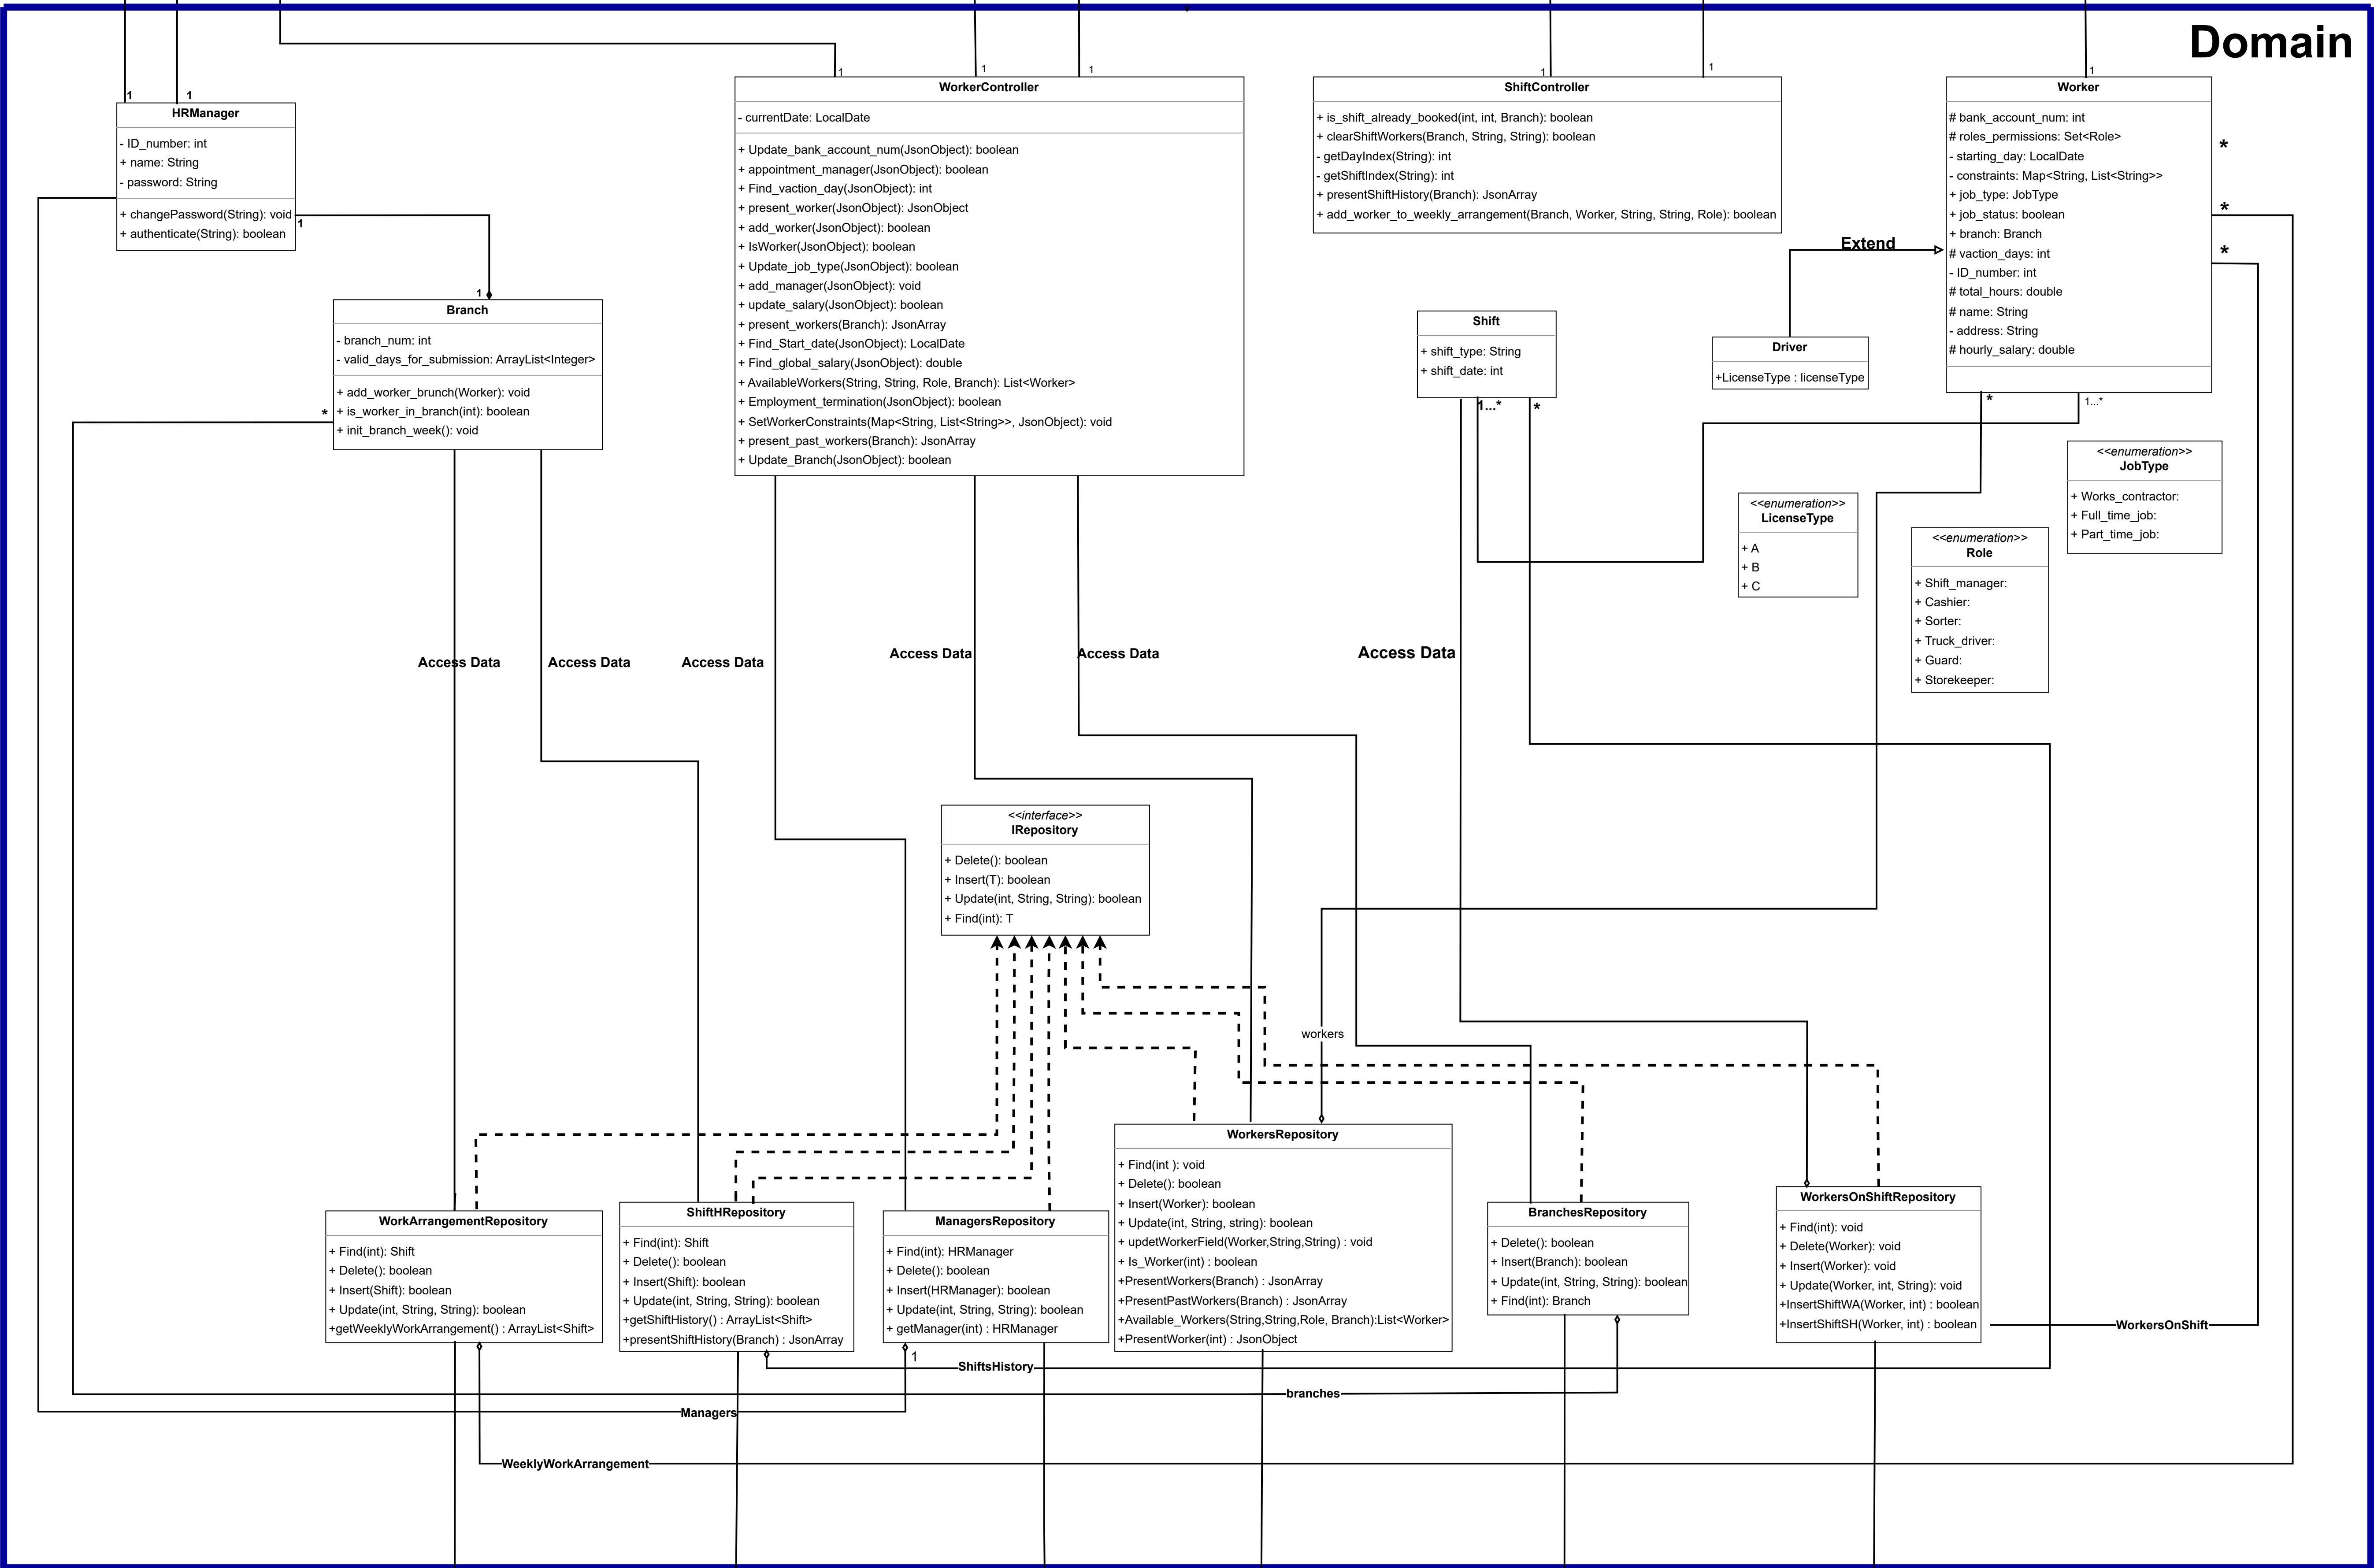 Domain
1
1
HRManager
- ID_number: int
+ name: String
- password: String
+ changePassword(String): void
+ authenticate(String): boolean
1
1
Branch
- branch_num: int
- valid_days_for_submission: ArrayList<Integer>
+ add_worker_brunch(Worker): void
+ is_worker_in_branch(int): boolean
+ init_branch_week(): void
*
1
1
1
WorkerController
- currentDate: LocalDate
+ Update_bank_account_num(JsonObject): boolean
+ appointment_manager(JsonObject): boolean
+ Find_vaction_day(JsonObject): int
+ present_worker(JsonObject): JsonObject
+ add_worker(JsonObject): boolean
+ IsWorker(JsonObject): boolean
+ Update_job_type(JsonObject): boolean
+ add_manager(JsonObject): void
+ update_salary(JsonObject): boolean
+ present_workers(Branch): JsonArray
+ Find_Start_date(JsonObject): LocalDate
+ Find_global_salary(JsonObject): double
+ AvailableWorkers(String, String, Role, Branch): List<Worker>
+ Employment_termination(JsonObject): boolean
+ SetWorkerConstraints(Map<String, List<String>>, JsonObject): void
+ present_past_workers(Branch): JsonArray
+ Update_Branch(JsonObject): boolean
1
1
ShiftController
+ is_shift_already_booked(int, int, Branch): boolean
+ clearShiftWorkers(Branch, String, String): boolean
- getDayIndex(String): int
- getShiftIndex(String): int
+ presentShiftHistory(Branch): JsonArray
+ add_worker_to_weekly_arrangement(Branch, Worker, String, String, Role): boolean
1
Worker
# bank_account_num: int
# roles_permissions: Set<Role>
- starting_day: LocalDate
- constraints: Map<String, List<String>>
+ job_type: JobType
+ job_status: boolean
+ branch: Branch
# vaction_days: int
- ID_number: int
# total_hours: double
# name: String
- address: String
# hourly_salary: double
*
*
*
*
1...*
Extend
Shift
+ shift_type: String
+ shift_date: int
1...*
*
Driver
+LicenseType : licenseType
<<enumeration>>
JobType
+ Works_contractor:
+ Full_time_job:
+ Part_time_job:
<<enumeration>>
LicenseType
+ A
+ B
+ C
<<enumeration>>
Role
+ Shift_manager:
+ Cashier:
+ Sorter:
+ Truck_driver:
+ Guard:
+ Storekeeper:
Access Data
Access Data
Access Data
Access Data
Access Data
Access Data
<<interface>>
IRepository
+ Delete(): boolean
+ Insert(T): boolean
+ Update(int, String, String): boolean
+ Find(int): T
workers
WorkArrangementRepository
+ Find(int): Shift
+ Delete(): boolean
+ Insert(Shift): boolean
+ Update(int, String, String): boolean
+getWeeklyWorkArrangement() : ArrayList<Shift>
ShiftHRepository
+ Find(int): Shift
+ Delete(): boolean
+ Insert(Shift): boolean
+ Update(int, String, String): boolean
+getShiftHistory() : ArrayList<Shift>
+presentShiftHistory(Branch) : JsonArray
ManagersRepository
+ Find(int): HRManager
+ Delete(): boolean
+ Insert(HRManager): boolean
+ Update(int, String, String): boolean
+ getManager(int) : HRManager
1
WorkersRepository
+ Find(int ): void
+ Delete(): boolean
+ Insert(Worker): boolean
+ Update(int, String, string): boolean
+ updetWorkerField(Worker,String,String) : void
+ Is_Worker(int) : boolean
+PresentWorkers(Branch) : JsonArray
+PresentPastWorkers(Branch) : JsonArray
+Available_Workers(String,String,Role, Branch):List<Worker>
+PresentWorker(int) : JsonObject
BranchesRepository
+ Delete(): boolean
+ Insert(Branch): boolean
+ Update(int, String, String): boolean
+ Find(int): Branch
WorkersOnShiftRepository
+ Find(int): void
+ Delete(Worker): void
+ Insert(Worker): void
+ Update(Worker, int, String): void
+InsertShiftWA(Worker, int) : boolean
+InsertShiftSH(Worker, int) : boolean
WorkersOnShift
ShiftsHistory
branches
Managers
WeeklyWorkArrangement